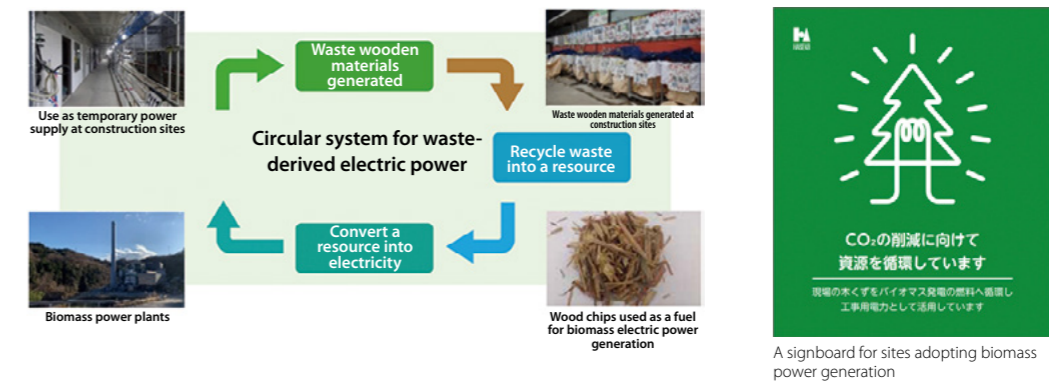 Use as temporary power
supply at construction sites
Waste wooden
materials
generated
Waste wooden materials generated at
construction sites
Circular system for waste-
derived electric power
Recycle waste
into a resource
Convert a
resource into
electricity
Biomass power plants
Wood chips used as a fuel
for biomass electric power
generation
CO₂の削減に向けて
資源を循環しています
現場の木くずをバイオマス発電の燃料へ循環し
工事用電力として活用しています
A signboard for sites adopting biomass
power generation